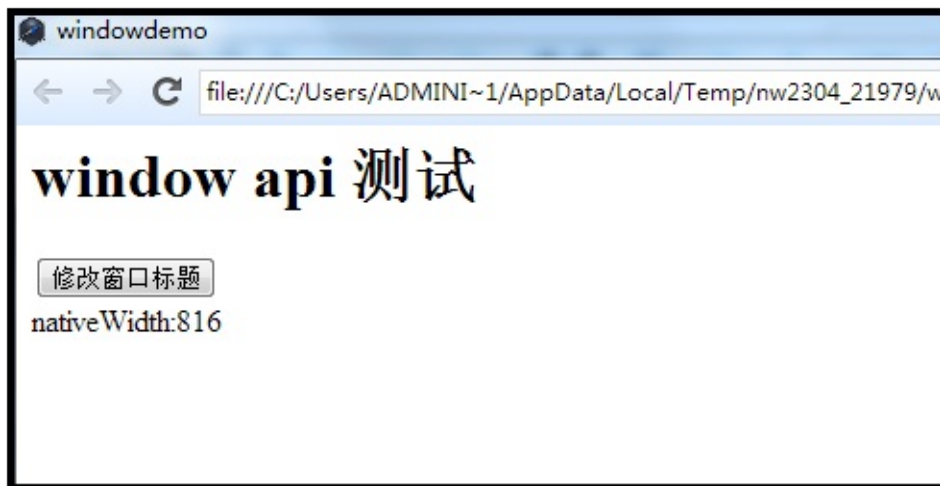 windowdemo
file:///C:/Users/ADMINI~1/AppData/Local/Temp/nw2304_21979/w
window api 测试
修改窗口标题
nativeWidth:816